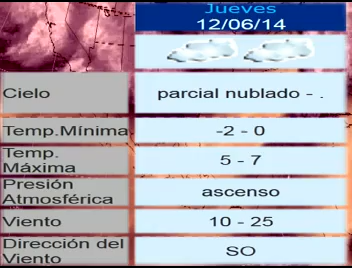 Jueves
12/06/14
Cielo parcial nublado - .
Temp.Mínima -2 - 0
Temp.
Máxima 5 - 7
Presión
Atmosférica ascenso
Viento 10 - 25
Dirección del
Viento SO